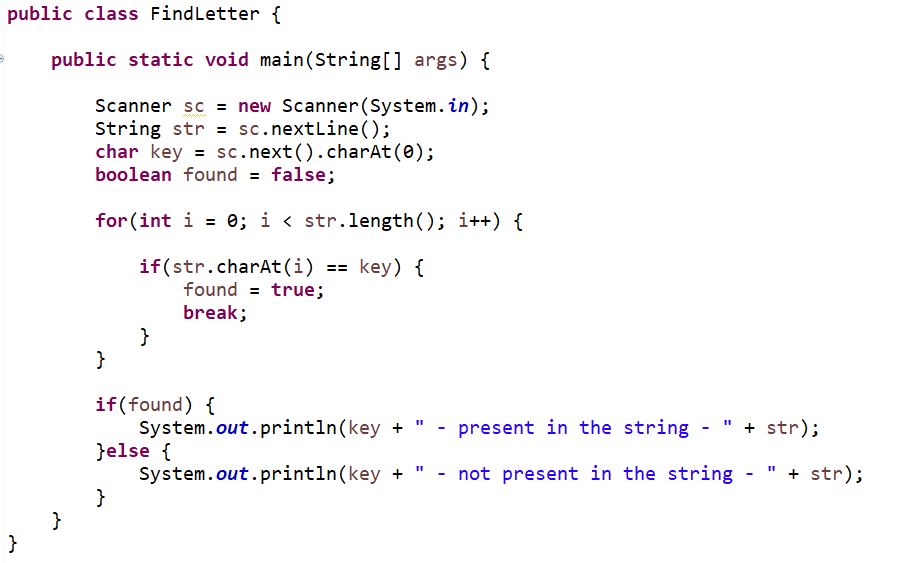 public class FindLetter {
public static void main(String[] args) {
Scanner sc = new Scanner(System.in);
String str = sc.nextLine();
char key = sc.next().charAt(0);
boolean found = false;
for(int i = 0; i < str.length(); i++) {
if(str.charAt(i) == key) {
found = true;
break;
}
}
if(found) {
System.out.println(key + " - present in the string - " + str);
}else {
System.out.println(key + " - not present in the string - " + str);
}
}
}